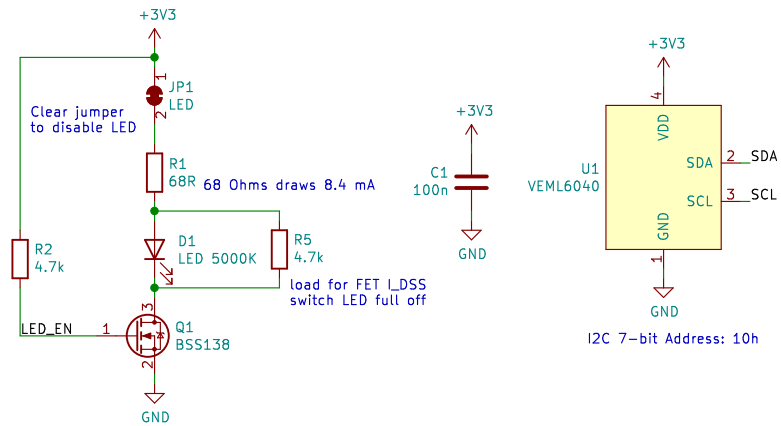 +3V3
1
JP1
LED
2
Clear jumper
to disable LED
R1
68R
68 Ohms draws 8.4 mA
D1
LED 5000K
R5
4.7k
load for FET I_DSS
switch LED full off
R2
4.7k
LED_EN
1
3
Q1
BSS138
2
GND
+3V3
C1
100n
GND
+3V3
4
VDD
U1
VEML6040
SDA
2
SDA
SCL
3
SCL
GND
1
GND
I2C 7-bit Address: 10h